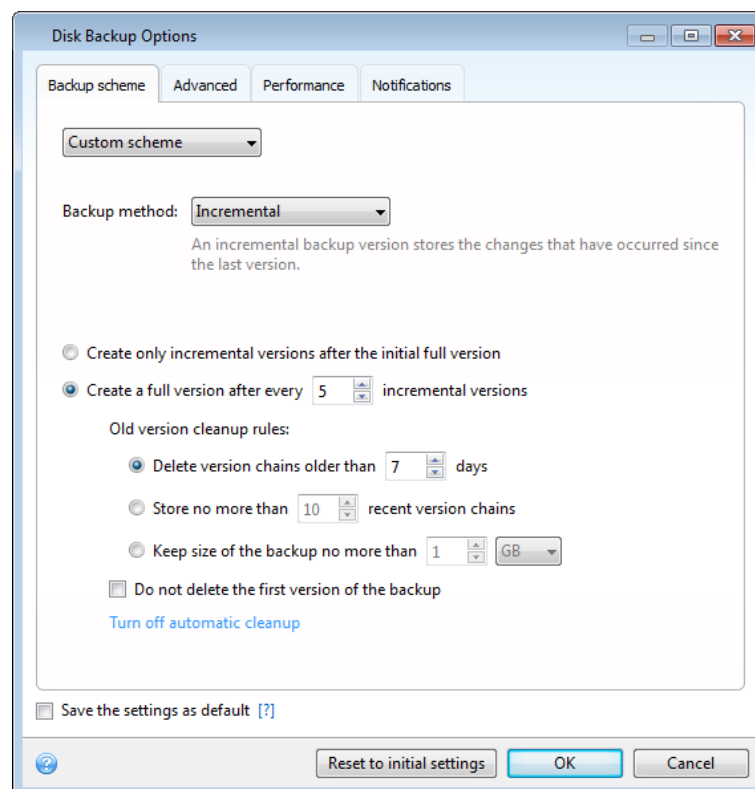 Disk Backup Options
Backup scheme Advanced Performance Notifications
Custom scheme
Backup method: Incremental
An incremental backup version stores the changes that have occurred since
the last version.
Create only incremental versions after the initial full version
Create a full version after every 5 incremental versions
Old version cleanup rules:
Delete version chains older than 7 days
Store no more than 10 recent version chains
Keep size of the backup no more than 1 GB
Do not delete the first version of the backup
Turn off automatic cleanup
Save the settings as default [?]
? Reset to initial settings OK Cancel